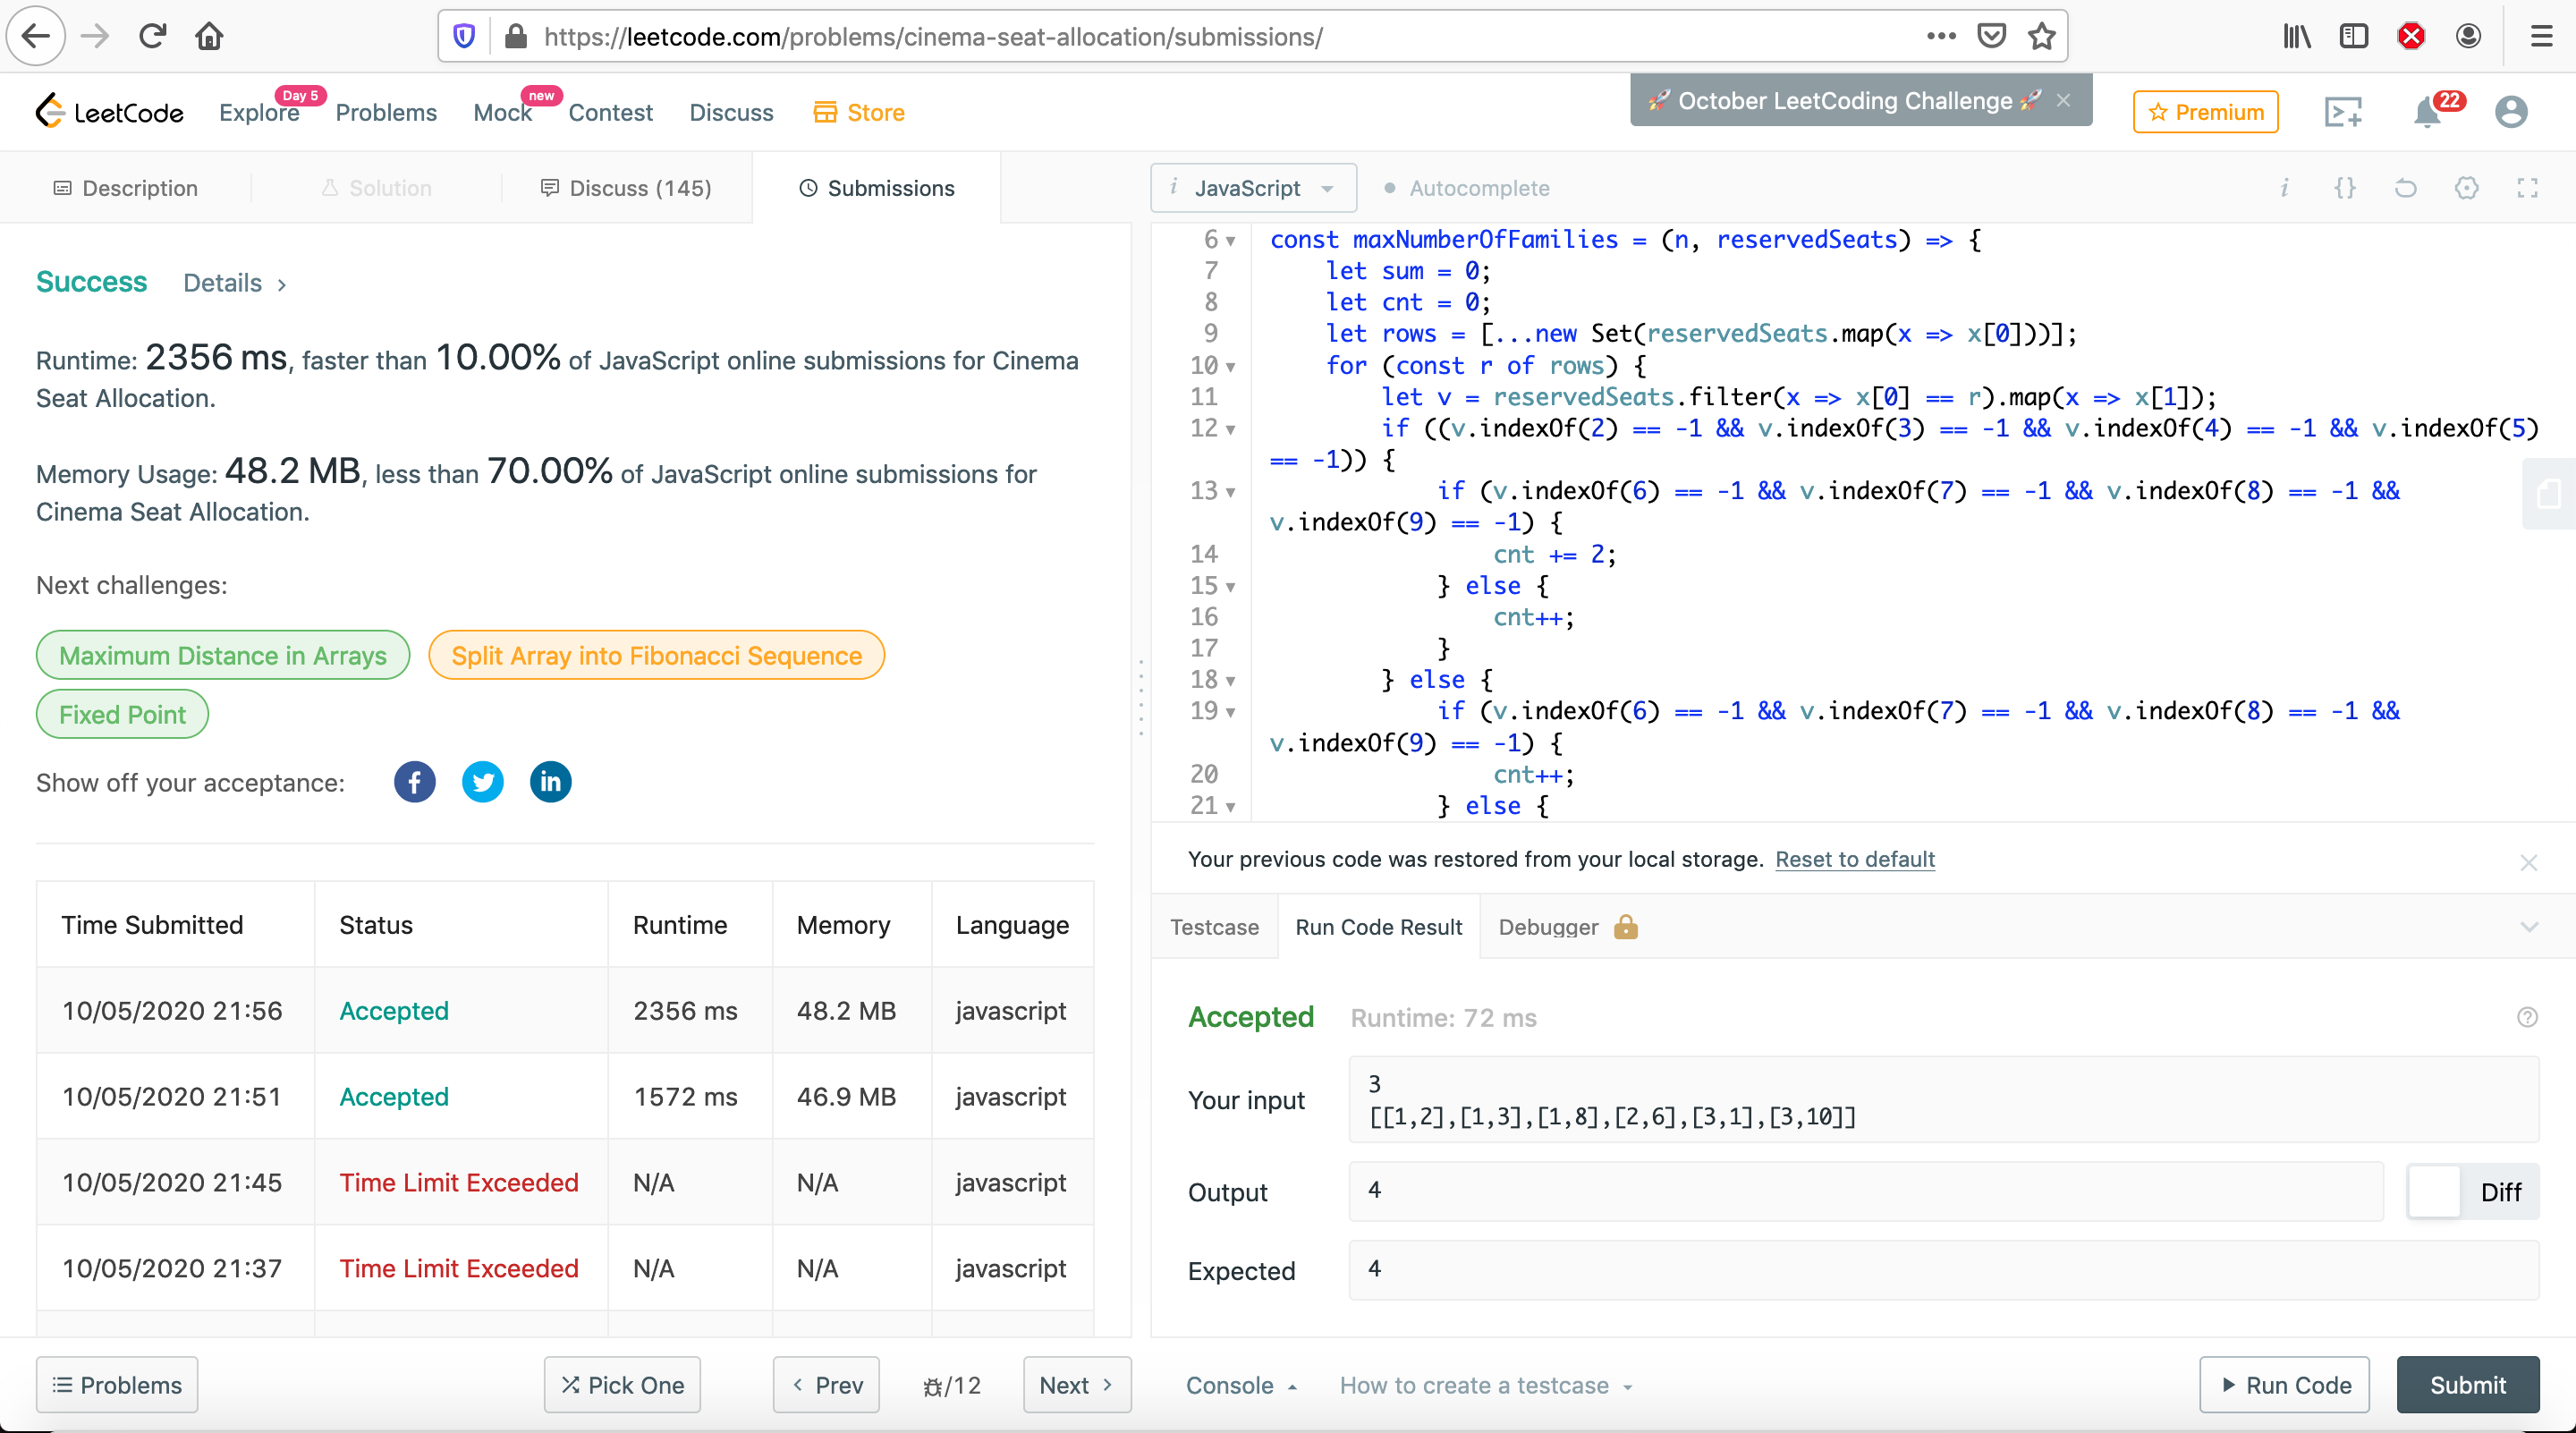 https://leetcode.com/problems/cinema-seat-allocation/submissions/
LeetCode
Explore
Day 5
Problems
Mock
new
Contest
Discuss
Store
🚀 October LeetCoding Challenge 🚀 ×
Premium
22
Description
Solution
Discuss (145)
Submissions
i JavaScript
Autocomplete
i {}
Success Details >
Runtime: 2356 ms, faster than 10.00% of JavaScript online submissions for Cinema
Seat Allocation.
Memory Usage: 48.2 MB, less than 70.00% of JavaScript online submissions for
Cinema Seat Allocation.
Next challenges:
Maximum Distance in Arrays
Split Array into Fibonacci Sequence
Fixed Point
Show off your acceptance:
Time Submitted Status Runtime Memory Language
10/05/2020 21:56 Accepted 2356 ms 48.2 MB javascript
10/05/2020 21:51 Accepted 1572 ms 46.9 MB javascript
10/05/2020 21:45 Time Limit Exceeded N/A N/A javascript
10/05/2020 21:37 Time Limit Exceeded N/A N/A javascript
6 const maxNumberOfFamilies = (n, reservedSeats) => {
7 let sum = 0;
8 let cnt = 0;
9 let rows = [...new Set(reservedSeats.map(x => x[0]))];
10 for (const r of rows) {
11 let v = reservedSeats.filter(x => x[0] == r).map(x => x[1]);
12 if ((v.indexOf(2) == -1 && v.indexOf(3) == -1 && v.indexOf(4) == -1 && v.indexOf(5)
== -1)) {
13 if (v.indexOf(6) == -1 && v.indexOf(7) == -1 && v.indexOf(8) == -1 &&
v.indexOf(9) == -1) {
14 cnt += 2;
15 } else {
16 cnt++;
17 }
18 } else {
19 if (v.indexOf(6) == -1 && v.indexOf(7) == -1 && v.indexOf(8) == -1 &&
v.indexOf(9) == -1) {
20 cnt++;
21 } else {
Your previous code was restored from your local storage. Reset to default
Testcase
Run Code Result
Debugger
Accepted Runtime: 72 ms
Your input
3
[[1,2],[1,3],[1,8],[2,6],[3,1],[3,10]]
Output
4
Diff
Expected
4
Problems
Pick One
Prev
/12
Next
Console
How to create a testcase
Run Code
Submit